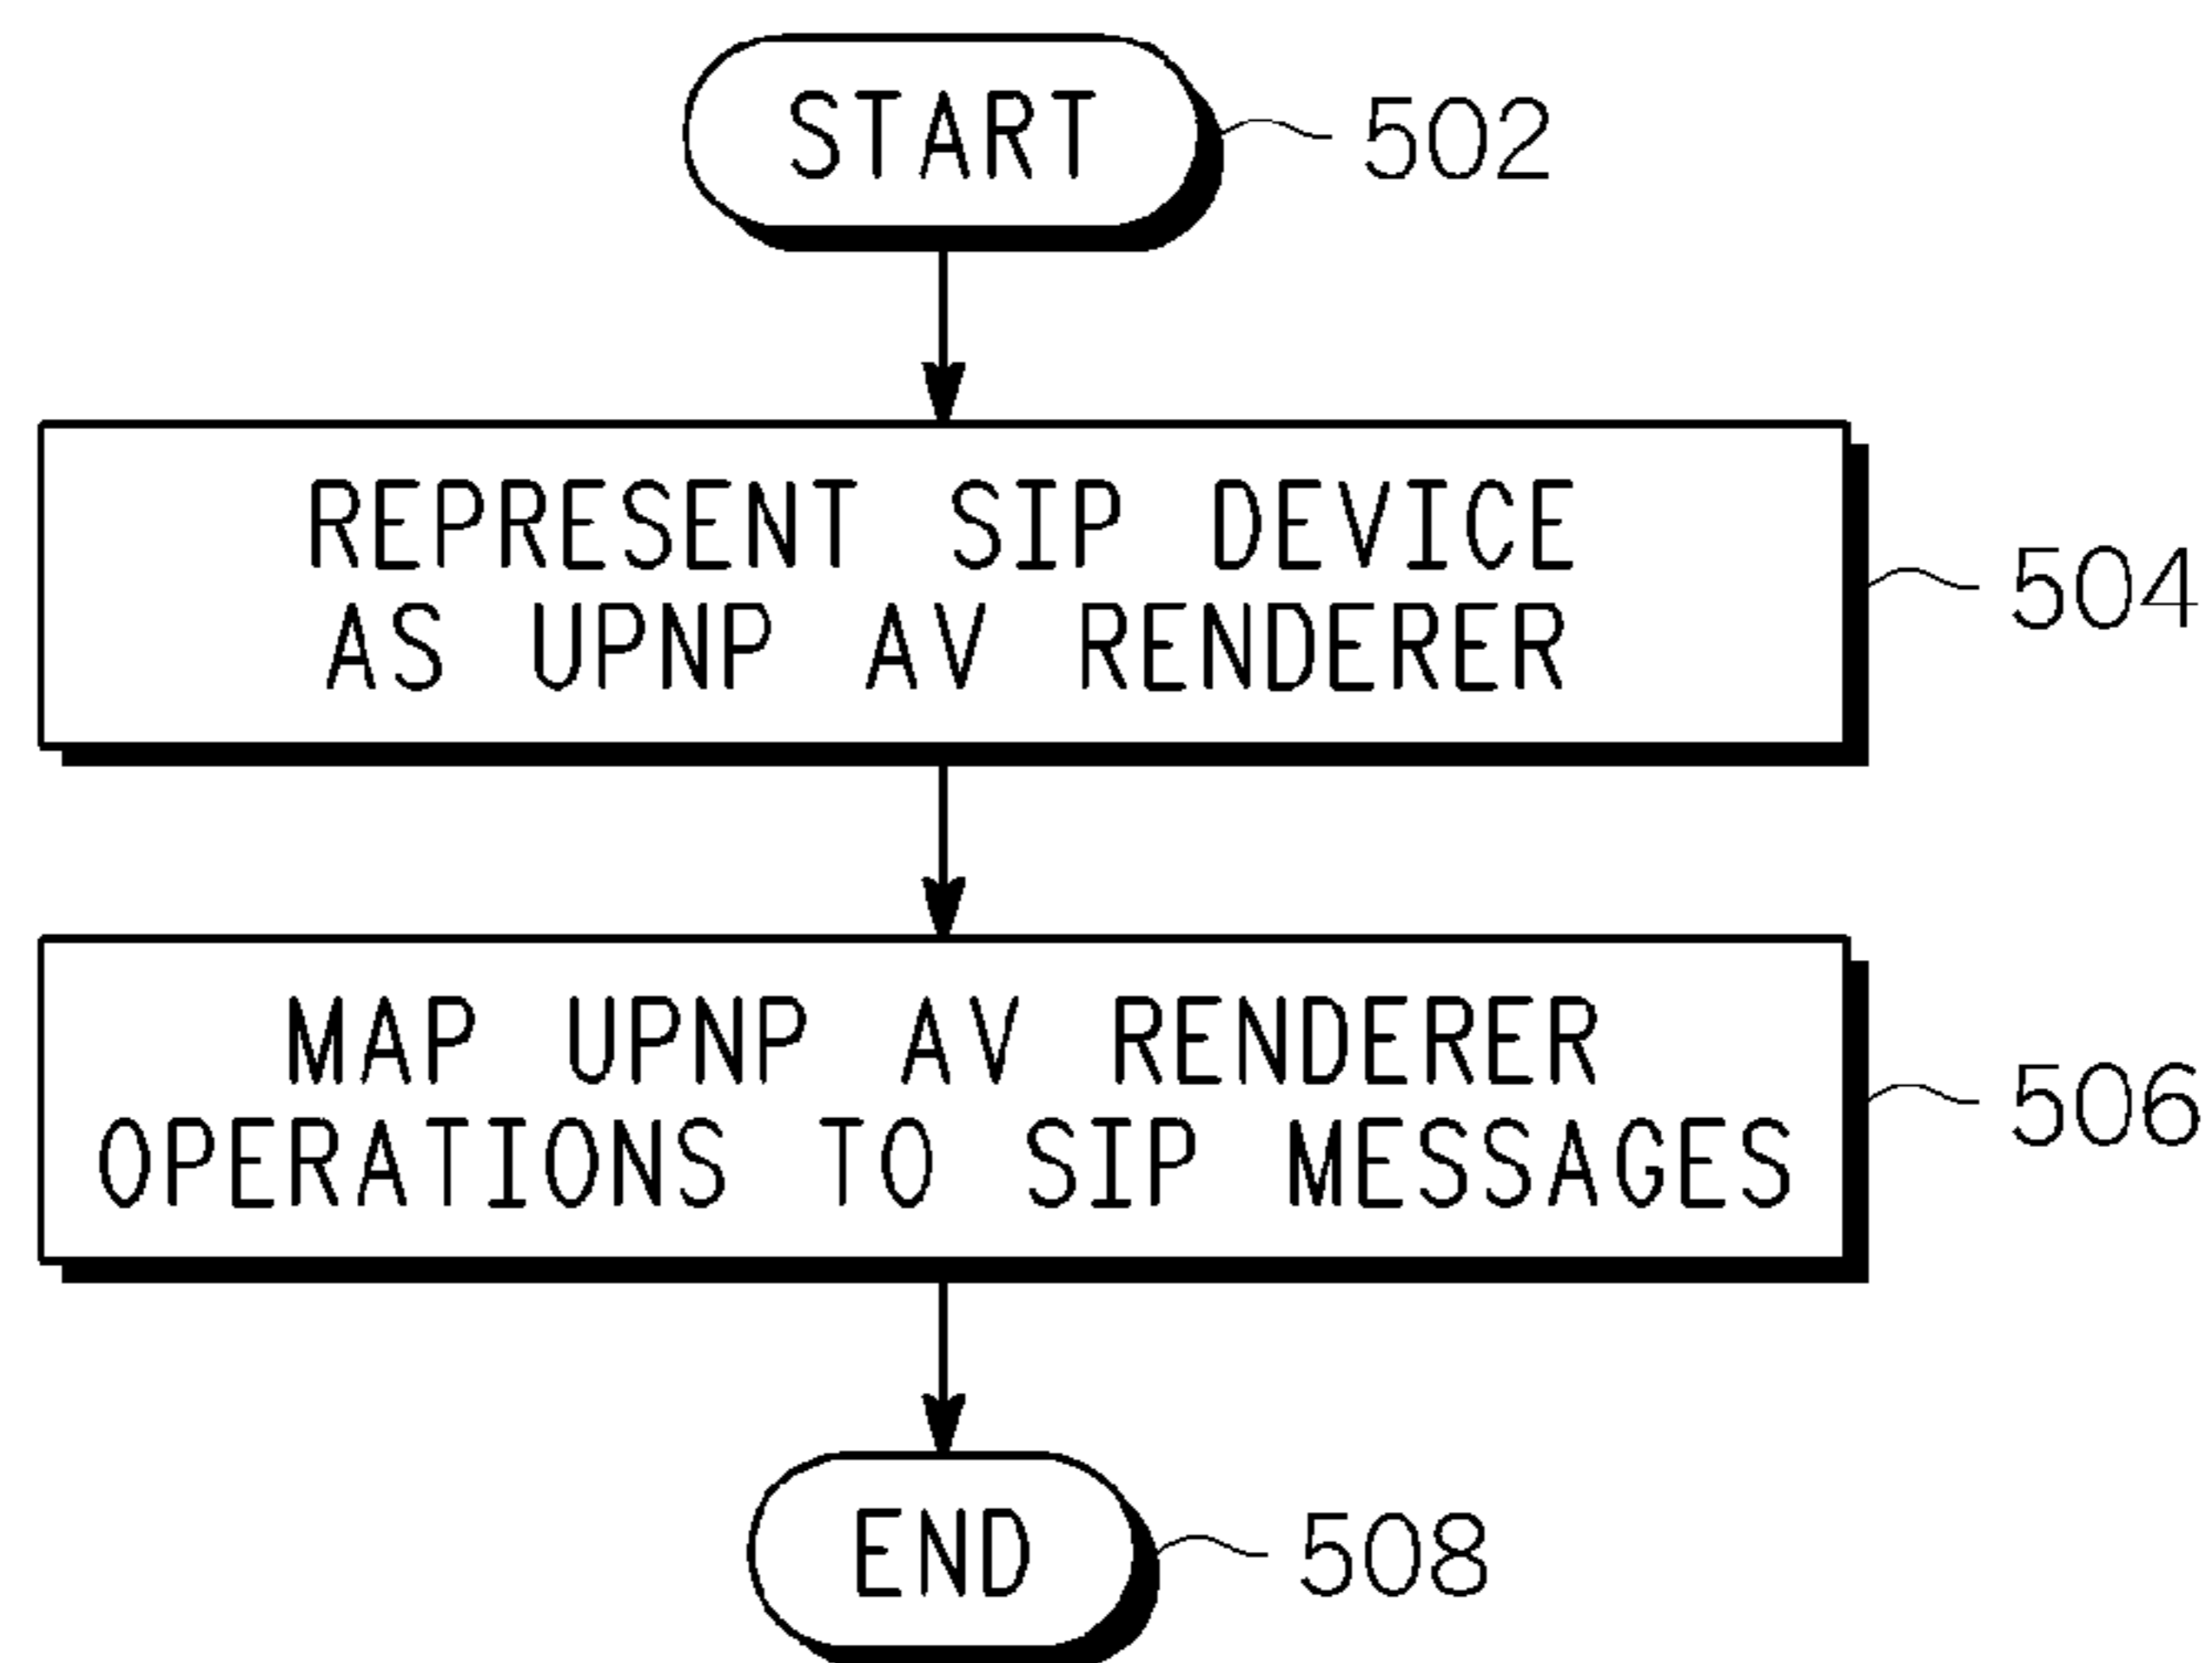 START
502
REPRESENT SIP DEVICE
AS UPNP AV RENDERER
504
MAP UPNP AV RENDERER
OPERATIONS TO SIP MESSAGES
506
END
508